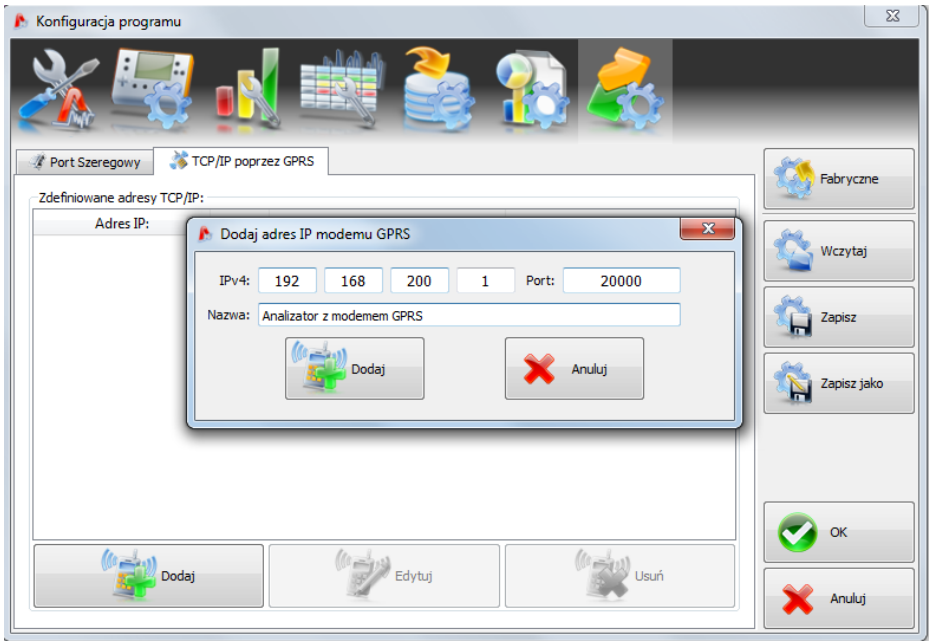 Konfiguracja programu
Port Szeregowy
TCP/IP poprzez GPRS
Zdefiniowane adresy TCP/IP:
Adres IP:
Dodaj adres IP modemu GPRS
IPv4: 192 168 200 1 Port: 20000
Nazwa: Analizator z modemem GPRS
Dodaj
Anuluj
Dodaj
Edytuj
Usuń
Fabryczne
Wczytaj
Zapisz
Zapisz jako
OK
Anuluj